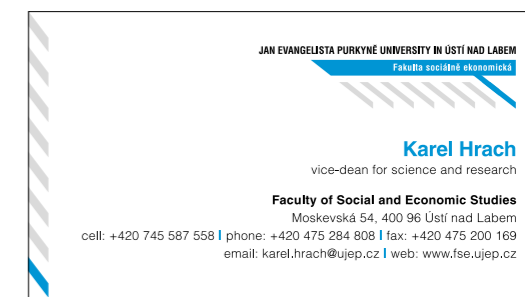 JAN EVANGELISTA PURKYNĚ UNIVERSITY IN ÚSTÍ NAD LABEM
Fakulta sociálně ekonomická
Karel Hrach
vice-dean for science and research
Faculty of Social and Economic Studies
Moskevská 54, 400 96 Ústí nad Labem
cell: +420 745 587 558 | phone: +420 475 284 808 | fax: +420 475 200 169
email: karel.hrach@ujep.cz | web: www.fse.ujep.cz